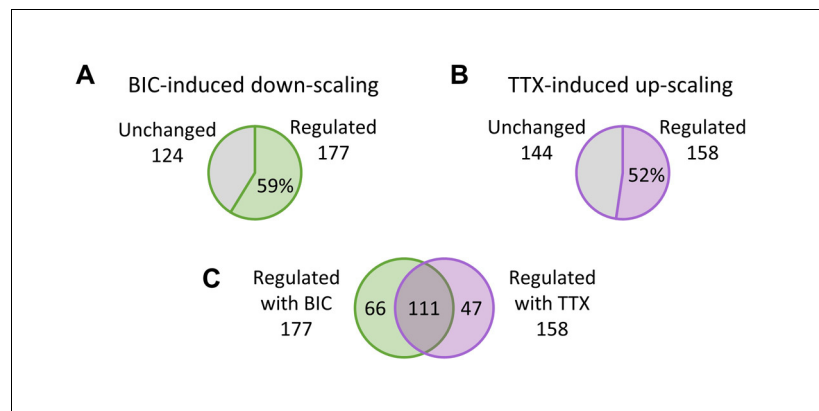 A
BIC-induced down-scaling
Unchanged
124
Regulated
177
59%
B
TTX-induced up-scaling
Unchanged
144
Regulated
158
52%
C
Regulated
with BIC
177
66
111
47
Regulated
with TTX
158